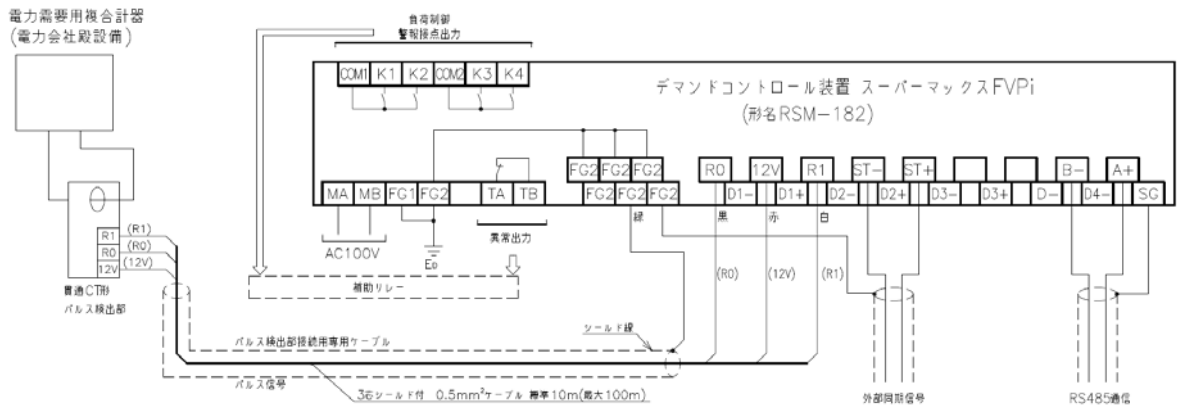 電力需要用複合計器
(電力会社殿設備)
負荷制御
警報接点出力
COM1 K1 K2 COM2 K3 K4
デマンドコントロール装置 スーパーマックスFVPi
(形名RSM-182)
FG2 FG2 FG2 R0 12V R1 ST- ST+ B- A+
MA MB FG1 FG2 TA TB FG2 FG2 FG2 D1- D1+ D2- D2+ D3- D3+ D- D4- SG
緑 黒 赤 白
AC100V
E₀
異常出力
R1 (R1)
R0 (R0)
12V (12V)
(R0) (12V) (R1)
補助リレー
貫通CT形
パルス検出部
シールド線
パルス検出部接続用専用ケーブル
パルス信号
3芯シールド付 0.5mm²ケーブル 標準10m(最大100m)
外部同期信号
RS485通信